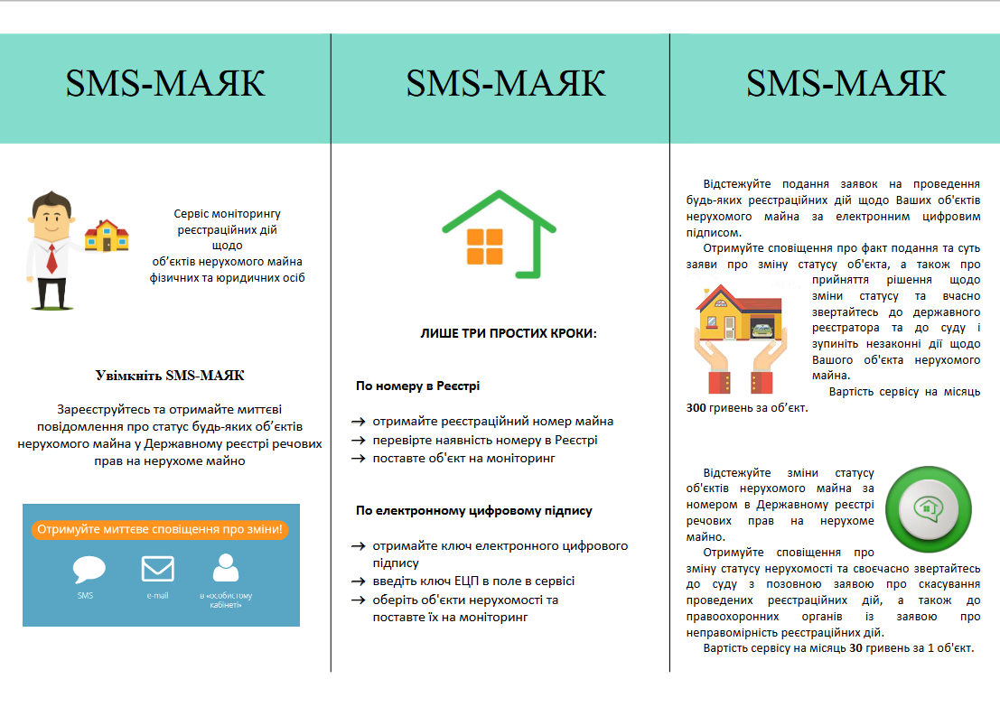 SMS-МАЯК
Сервіс моніторингу
реєстраційних дій
щодо
об’єктів нерухомого майна
фізичних та юридичних осіб
Увімкніть SMS-МАЯК
Зареєструйтесь та отримайте миттєві
повідомлення про статус будь-яких об’єктів
нерухомого майна у Державному реєстрі речових
прав на нерухоме майно
Отримуйте миттєве сповіщення про зміни!
SMS
e-mail
в «особистому
кабінеті»
SMS-МАЯК
ЛИШЕ ТРИ ПРОСТИХ КРОКИ:
По номеру в Реєстрі
→ отримайте реєстраційний номер майна
→ перевірте наявність номеру в Реєстрі
→ поставте об'єкт на моніторинг
По електронному цифровому підпису
→ отримайте ключ електронного цифрового
підпису
→ введіть ключ ЕЦП в поле в сервісі
→ оберіть об'єкти нерухомості та
поставте їх на моніторинг
SMS-МАЯК
Відстежуйте подання заявок на проведення
будь-яких реєстраційних дій щодо Ваших об'єктів
нерухомого майна за електронним цифровим
підписом.
Отримуйте сповіщення про факт подання та суть
заяви про зміну статусу об'єкта, а також про
прийняття рішення щодо
зміни статусу та вчасно
звертайтесь до державного
реєстратора та до суду і
зупиніть незаконні дії щодо
Вашого об'єкта нерухомого
майна.
Вартість сервісу на місяць
300 гривень за об’єкт.
Відстежуйте зміни статусу
об'єктів нерухомого майна за
номером в Державному реєстрі
речових прав на нерухоме
майно.
Отримуйте сповіщення про
зміну статусу нерухомості та своєчасно звертайтесь
до суду з позовною заявою про скасування
проведених реєстраційних дій, а також до
правоохоронних органів із заявою про
неправомірність реєстраційних дій.
Вартість сервісу на місяць 30 гривень за 1 об'єкт.